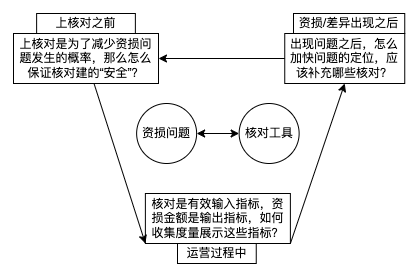 上核对之前
上核对是为了减少资损问
题发生的概率，那么怎么
保证核对建的“安全”？
资损/差异出现之后
出现问题之后，怎么
加快问题的定位，应
该补充哪些核对？
资损问题
核对工具
核对是有效输入指标，资
损金额是输出指标，如何
收集度量展示这些指标？
运营过程中